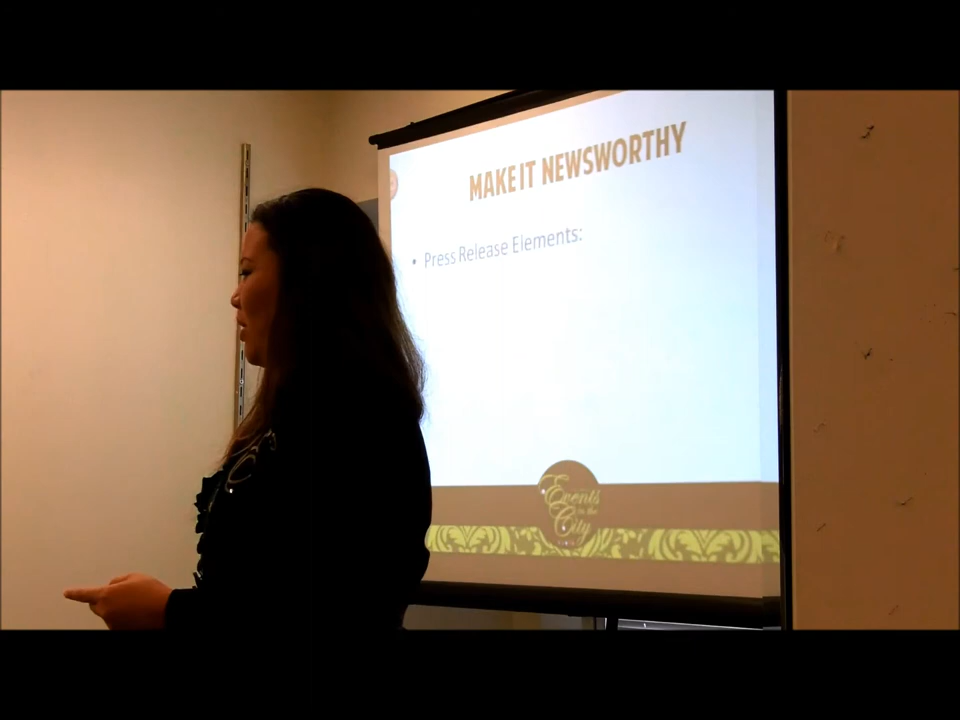 MAKE IT NEWSWORTHY
• Press Release Elements:
Events
in the
City